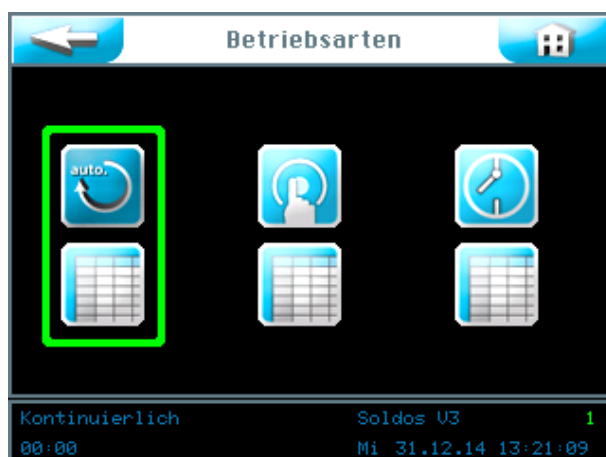 Betriebsarten
auto.
Kontinuierlich
Soldos V3
1
00:00
Mi 31.12.14 13:21:09